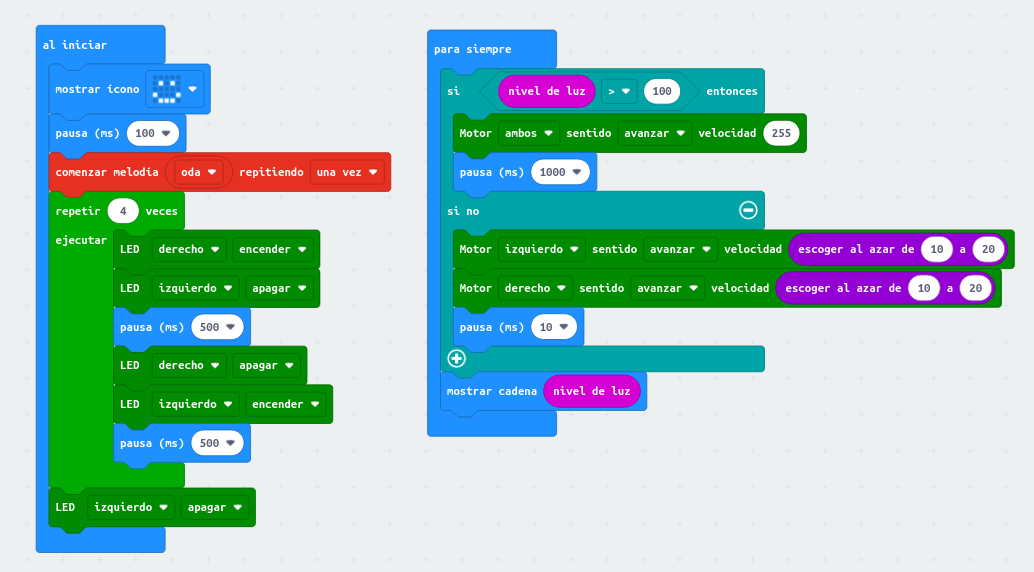 al iniciar
mostrar icono
pausa (ms) 100
comenzar melodía oda repitiendo una vez
repetir 4 veces
ejecutar
LED derecho encender
LED izquierdo apagar
pausa (ms) 500
LED derecho apagar
LED izquierdo encender
pausa (ms) 500
LED izquierdo apagar
para siempre
si nivel de luz > 100 entonces
Motor ambos sentido avanzar velocidad 255
pausa (ms) 1000
si no
Motor izquierdo sentido avanzar velocidad escoger al azar de 10 a 20
Motor derecho sentido avanzar velocidad escoger al azar de 10 a 20
pausa (ms) 10
mostrar cadena nivel de luz